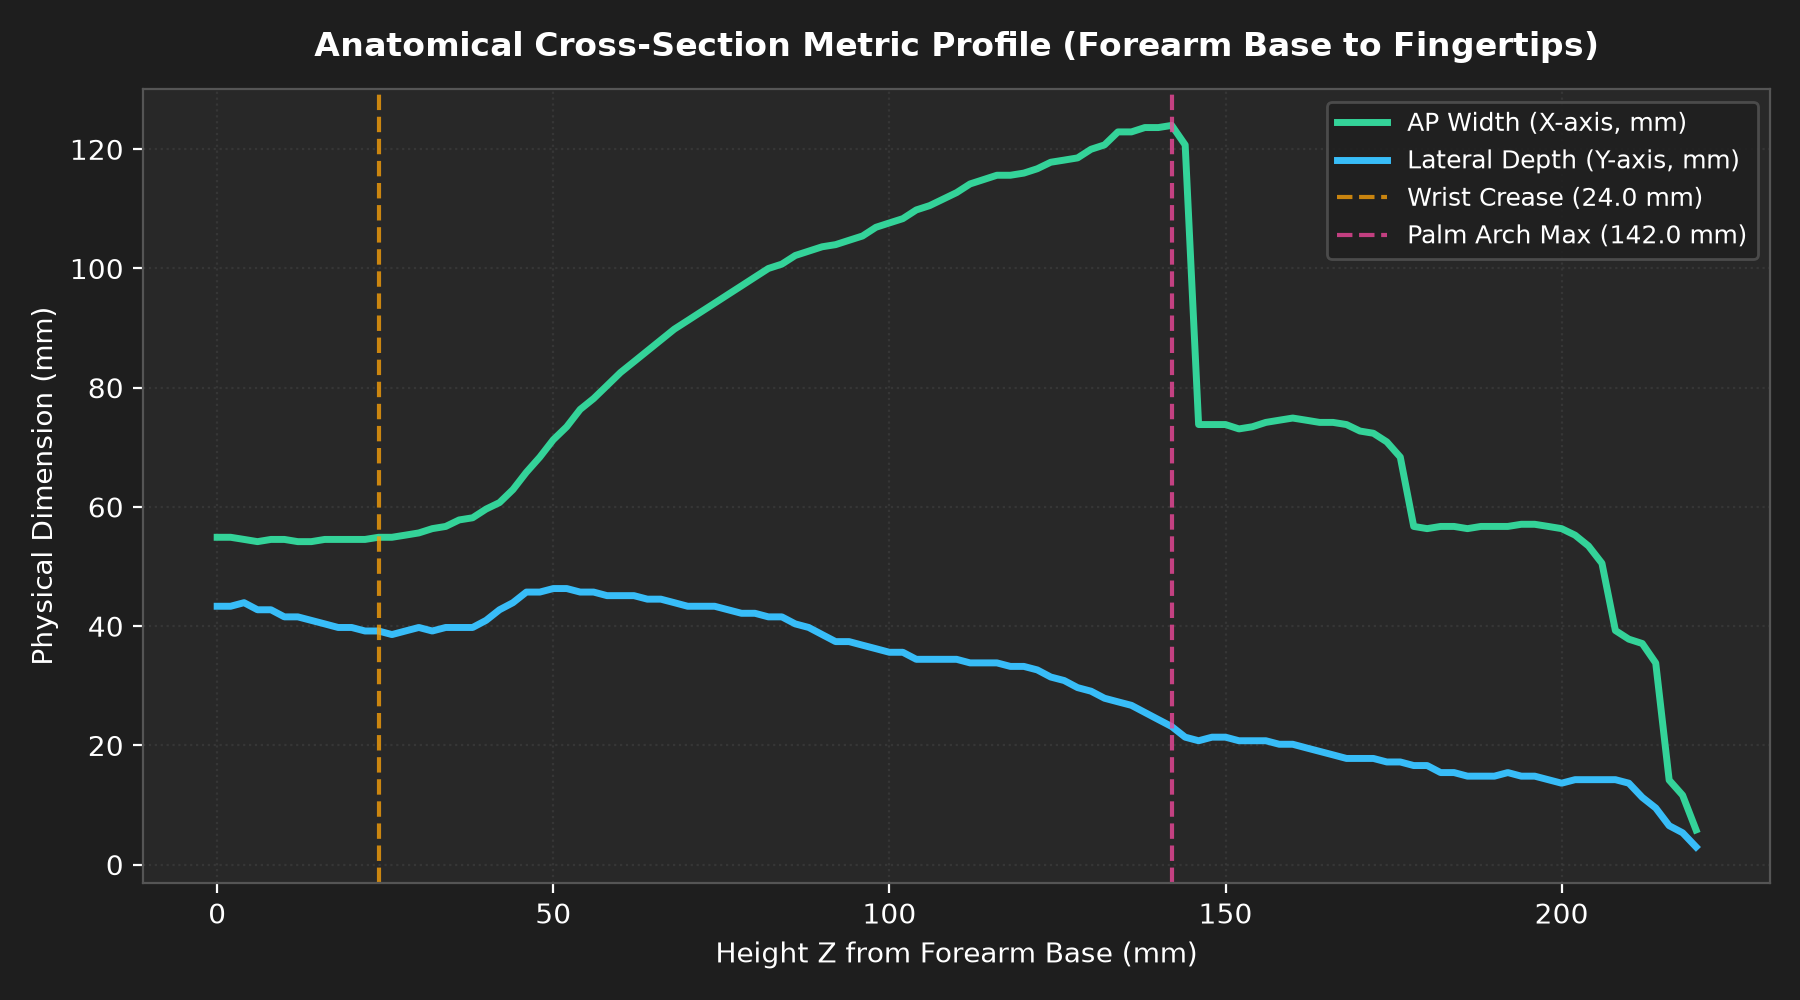 Anatomical Cross-Section Metric Profile (Forearm Base to Fingertips)
AP Width (X-axis, mm)
Lateral Depth (Y-axis, mm)
Wrist Crease (24.0 mm)
Palm Arch Max (142.0 mm)
Physical Dimension (mm)
120
100
80
60
40
20
0
0 50 100 150 200
Height Z from Forearm Base (mm)